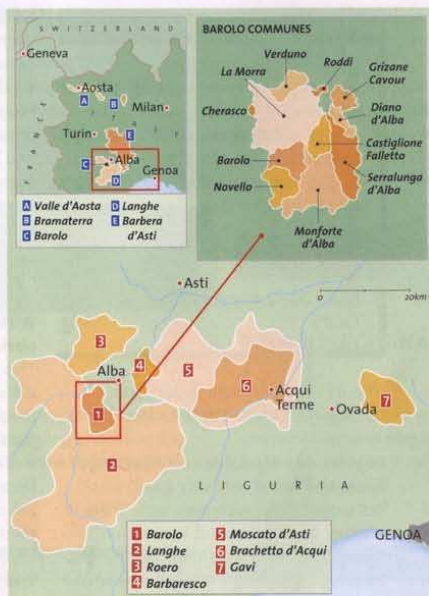 SWITZERLAND
Geneva
Aosta
A
B
Milan
FRANCE
ITALY
Turin
E
C
Alba
D
Genoa
A Valle d'Aosta
B Bramaterra
C Barolo
D Langhe
E Barbera
d'Asti
BAROLO COMMUNES
Verduno
Roddi
La Morra
Grizane
Cavour
Cherasco
Diano
d'Alba
Castiglione
Falletto
Barolo
Novello
Serralunga
d'Alba
Monforte
d'Alba
Asti
0 20km
3
Alba
4
5
6
Acqui
Terme
1
Ovada
7
2
LIGURIA
GENOA
1 Barolo
2 Langhe
3 Roero
4 Barbaresco
5 Moscato d'Asti
6 Brachetto d'Acqui
7 Gavi